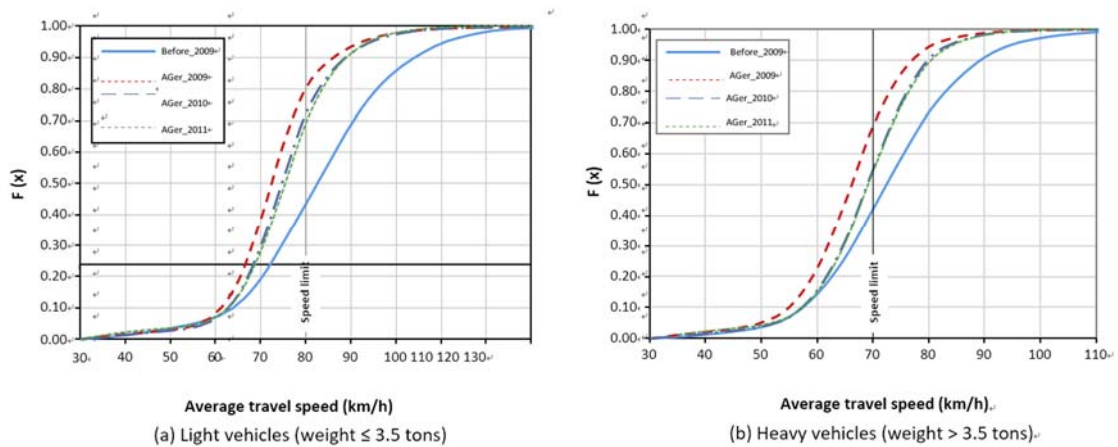 1.00
0.90
0.80
0.70
0.60
0.50
0.40
0.30
0.20
0.10
0.00
F (x)
Before_2009
AGer_2009
AGer_2010
AGer_2011
Speed limit
30 40 50 60 70 80 90 100 110 120 130
Average travel speed (km/h)
(a) Light vehicles (weight ≤ 3.5 tons)
1.00
0.90
0.80
0.70
0.60
0.50
0.40
0.30
0.20
0.10
0.00
F (x)
Before_2009
AGer_2009
AGer_2010
AGer_2011
Speed limit
30 40 50 60 70 80 90 100 110
Average travel speed (km/h)
(b) Heavy vehicles (weight > 3.5 tons)